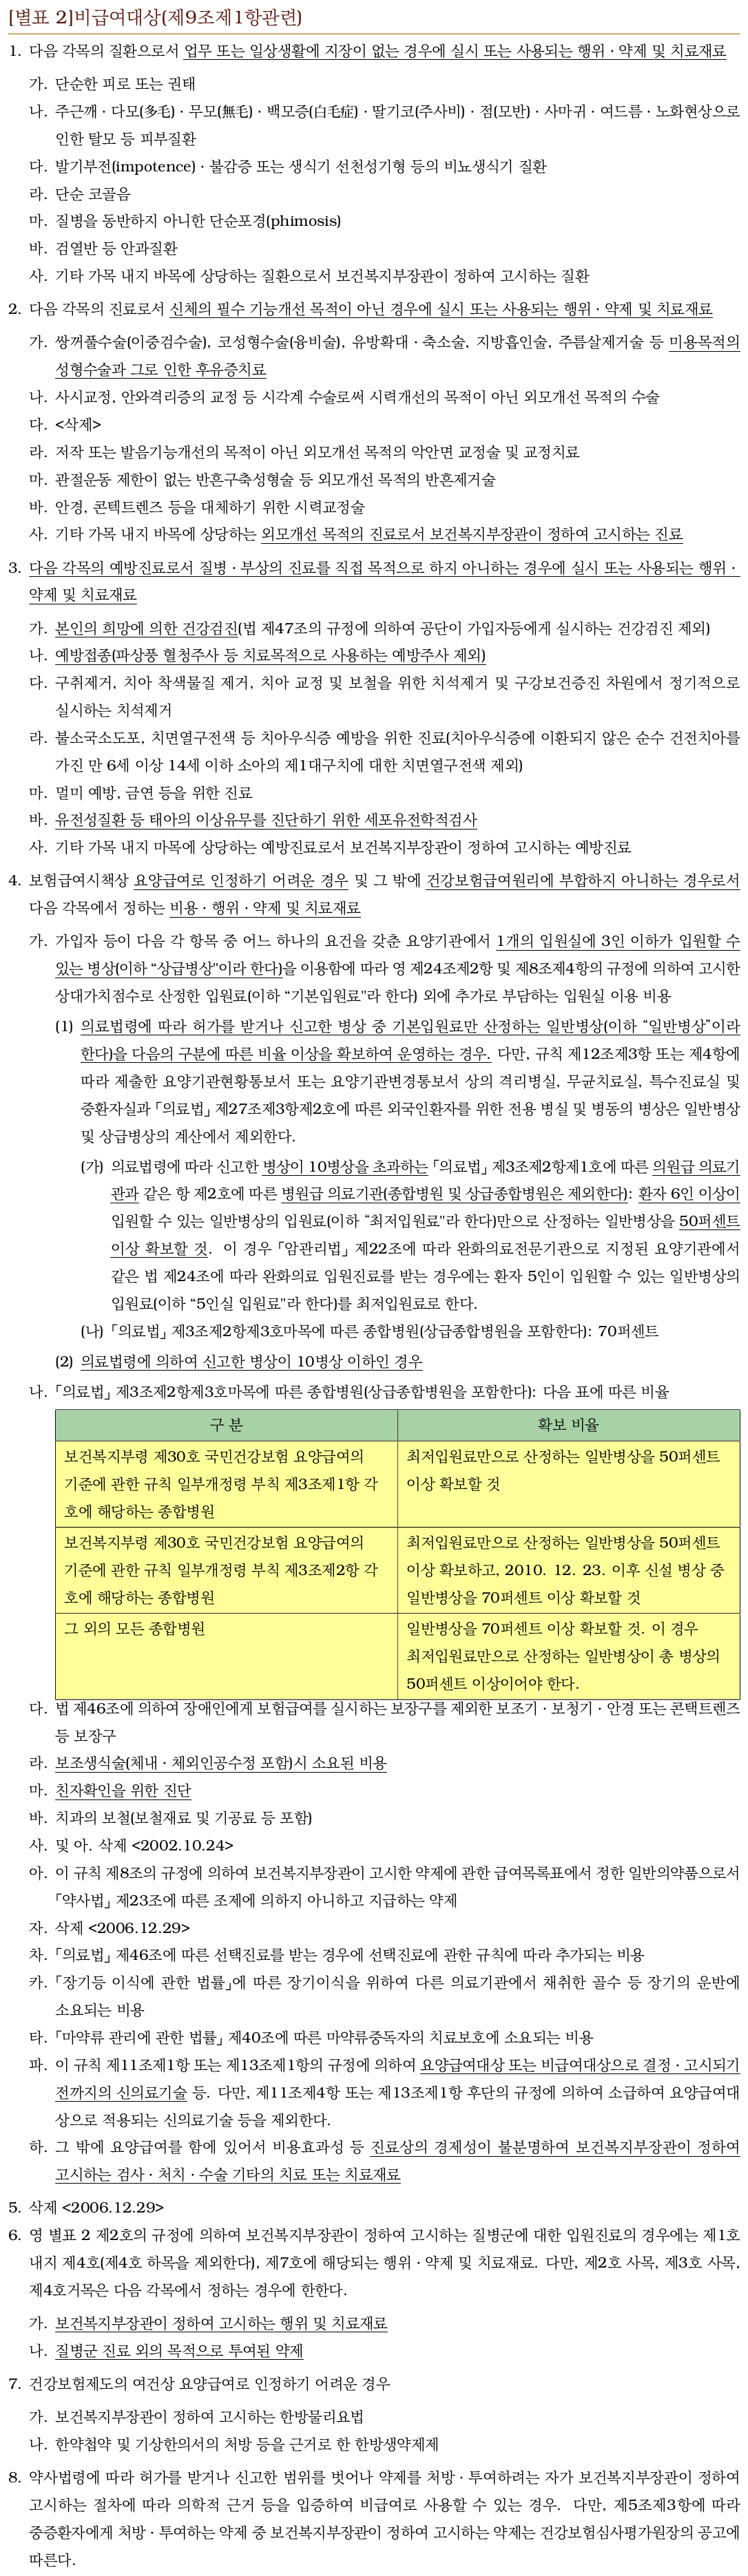 [별표 2]비급여대상(제9조제1항관련)
1. 다음 각목의 질환으로서 업무 또는 일상생활에 지장이 없는 경우에 실시 또는 사용되는 행위 · 약제 및 치료재료
가. 단순한 피로 또는 권태
나. 주근깨 · 다모(多毛) · 무모(無毛) · 백모증(白毛症) · 딸기코(주사비) · 점(모반) · 사마귀 · 여드름 · 노화현상으로
인한 탈모 등 피부질환
다. 발기부전(impotence) · 불감증 또는 생식기 선천성기형 등의 비뇨생식기 질환
라. 단순 코골음
마. 질병을 동반하지 아니한 단순포경(phimosis)
바. 검열반 등 안과질환
사. 기타 가목 내지 바목에 상당하는 질환으로서 보건복지부장관이 정하여 고시하는 질환
2. 다음 각목의 진료로서 신체의 필수 기능개선 목적이 아닌 경우에 실시 또는 사용되는 행위 · 약제 및 치료재료
가. 쌍꺼풀수술(이중검수술), 코성형수술(융비술), 유방확대 · 축소술, 지방흡인술, 주름살제거술 등 미용목적의
성형수술과 그로 인한 후유증치료
나. 사시교정, 안와격리증의 교정 등 시각계 수술로써 시력개선의 목적이 아닌 외모개선 목적의 수술
다. <삭제>
라. 저작 또는 발음기능개선의 목적이 아닌 외모개선 목적의 악안면 교정술 및 교정치료
마. 관절운동 제한이 없는 반흔구축성형술 등 외모개선 목적의 반흔제거술
바. 안경, 콘텍트렌즈 등을 대체하기 위한 시력교정술
사. 기타 가목 내지 바목에 상당하는 외모개선 목적의 진료로서 보건복지부장관이 정하여 고시하는 진료
3. 다음 각목의 예방진료로서 질병 · 부상의 진료를 직접 목적으로 하지 아니하는 경우에 실시 또는 사용되는 행위 ·
약제 및 치료재료
가. 본인의 희망에 의한 건강검진(법 제47조의 규정에 의하여 공단이 가입자등에게 실시하는 건강검진 제외)
나. 예방접종(파상풍 혈청주사 등 치료목적으로 사용하는 예방주사 제외)
다. 구취제거, 치아 착색물질 제거, 치아 교정 및 보철을 위한 치석제거 및 구강보건증진 차원에서 정기적으로
실시하는 치석제거
라. 불소국소도포, 치면열구전색 등 치아우식증 예방을 위한 진료(치아우식증에 이환되지 않은 순수 건전치아를
가진 만 6세 이상 14세 이하 소아의 제1대구치에 대한 치면열구전색 제외)
마. 멀미 예방, 금연 등을 위한 진료
바. 유전성질환 등 태아의 이상유무를 진단하기 위한 세포유전학적검사
사. 기타 가목 내지 마목에 상당하는 예방진료로서 보건복지부장관이 정하여 고시하는 예방진료
4. 보험급여시책상 요양급여로 인정하기 어려운 경우 및 그 밖에 건강보험급여원리에 부합하지 아니하는 경우로서
다음 각목에서 정하는 비용 · 행위 · 약제 및 치료재료
가. 가입자 등이 다음 각 항목 중 어느 하나의 요건을 갖춘 요양기관에서 1개의 입원실에 3인 이하가 입원할 수
있는 병상(이하 “상급병상"이라 한다)을 이용함에 따라 영 제24조제2항 및 제8조제4항의 규정에 의하여 고시한
상대가치점수로 산정한 입원료(이하 “기본입원료"라 한다) 외에 추가로 부담하는 입원실 이용 비용
(1) 의료법령에 따라 허가를 받거나 신고한 병상 중 기본입원료만 산정하는 일반병상(이하 “일반병상”이라
한다)을 다음의 구분에 따른 비율 이상을 확보하여 운영하는 경우. 다만, 규칙 제12조제3항 또는 제4항에
따라 제출한 요양기관현황통보서 또는 요양기관변경통보서 상의 격리병실, 무균치료실, 특수진료실 및
중환자실과 「의료법」 제27조제3항제2호에 따른 외국인환자를 위한 전용 병실 및 병동의 병상은 일반병상
및 상급병상의 계산에서 제외한다.
(가) 의료법령에 따라 신고한 병상이 10병상을 초과하는 「의료법」 제3조제2항제1호에 따른 의원급 의료기
관과 같은 항 제2호에 따른 병원급 의료기관(종합병원 및 상급종합병원은 제외한다): 환자 6인 이상이
입원할 수 있는 일반병상의 입원료(이하 “최저입원료"라 한다)만으로 산정하는 일반병상을 50퍼센트
이상 확보할 것. 이 경우 「암관리법」 제22조에 따라 완화의료전문기관으로 지정된 요양기관에서
같은 법 제24조에 따라 완화의료 입원진료를 받는 경우에는 환자 5인이 입원할 수 있는 일반병상의
입원료(이하 “5인실 입원료"라 한다)를 최저입원료로 한다.
(나) 「의료법」 제3조제2항제3호마목에 따른 종합병원(상급종합병원을 포함한다): 70퍼센트
(2) 의료법령에 의하여 신고한 병상이 10병상 이하인 경우
나. 「의료법」 제3조제2항제3호마목에 따른 종합병원(상급종합병원을 포함한다): 다음 표에 따른 비율
구 분 확보 비율
보건복지부령 제30호 국민건강보험 요양급여의 최저입원료만으로 산정하는 일반병상을 50퍼센트
기준에 관한 규칙 일부개정령 부칙 제3조제1항 각 이상 확보할 것
호에 해당하는 종합병원
보건복지부령 제30호 국민건강보험 요양급여의 최저입원료만으로 산정하는 일반병상을 50퍼센트
기준에 관한 규칙 일부개정령 부칙 제3조제2항 각 이상 확보하고, 2010. 12. 23. 이후 신설 병상 중
호에 해당하는 종합병원 일반병상을 70퍼센트 이상 확보할 것
그 외의 모든 종합병원 일반병상을 70퍼센트 이상 확보할 것. 이 경우
최저입원료만으로 산정하는 일반병상이 총 병상의
50퍼센트 이상이어야 한다.
다. 법 제46조에 의하여 장애인에게 보험급여를 실시하는 보장구를 제외한 보조기 · 보청기 · 안경 또는 콘택트렌즈
등 보장구
라. 보조생식술(체내 · 체외인공수정 포함)시 소요된 비용
마. 친자확인을 위한 진단
바. 치과의 보철(보철재료 및 기공료 등 포함)
사. 및 아. 삭제 <2002.10.24>
아. 이 규칙 제8조의 규정에 의하여 보건복지부장관이 고시한 약제에 관한 급여목록표에서 정한 일반의약품으로서
「약사법」 제23조에 따른 조제에 의하지 아니하고 지급하는 약제
자. 삭제 <2006.12.29>
차. 「의료법」 제46조에 따른 선택진료를 받는 경우에 선택진료에 관한 규칙에 따라 추가되는 비용
카. 「장기등 이식에 관한 법률」에 따른 장기이식을 위하여 다른 의료기관에서 채취한 골수 등 장기의 운반에
소요되는 비용
타. 「마약류 관리에 관한 법률」 제40조에 따른 마약류중독자의 치료보호에 소요되는 비용
파. 이 규칙 제11조제1항 또는 제13조제1항의 규정에 의하여 요양급여대상 또는 비급여대상으로 결정 · 고시되기
전까지의 신의료기술 등. 다만, 제11조제4항 또는 제13조제1항 후단의 규정에 의하여 소급하여 요양급여대
상으로 적용되는 신의료기술 등을 제외한다.
하. 그 밖에 요양급여를 함에 있어서 비용효과성 등 진료상의 경제성이 불분명하여 보건복지부장관이 정하여
고시하는 검사 · 처치 · 수술 기타의 치료 또는 치료재료
5. 삭제 <2006.12.29>
6. 영 별표 2 제2호의 규정에 의하여 보건복지부장관이 정하여 고시하는 질병군에 대한 입원진료의 경우에는 제1호
내지 제4호(제4호 하목을 제외한다), 제7호에 해당되는 행위 · 약제 및 치료재료. 다만, 제2호 사목, 제3호 사목,
제4호거목은 다음 각목에서 정하는 경우에 한한다.
가. 보건복지부장관이 정하여 고시하는 행위 및 치료재료
나. 질병군 진료 외의 목적으로 투여된 약제
7. 건강보험제도의 여건상 요양급여로 인정하기 어려운 경우
가. 보건복지부장관이 정하여 고시하는 한방물리요법
나. 한약첩약 및 기상한의서의 처방 등을 근거로 한 한방생약제제
8. 약사법령에 따라 허가를 받거나 신고한 범위를 벗어나 약제를 처방 · 투여하려는 자가 보건복지부장관이 정하여
고시하는 절차에 따라 의학적 근거 등을 입증하여 비급여로 사용할 수 있는 경우. 다만, 제5조제3항에 따라
중증환자에게 처방 · 투여하는 약제 중 보건복지부장관이 정하여 고시하는 약제는 건강보험심사평가원장의 공고에
따른다.